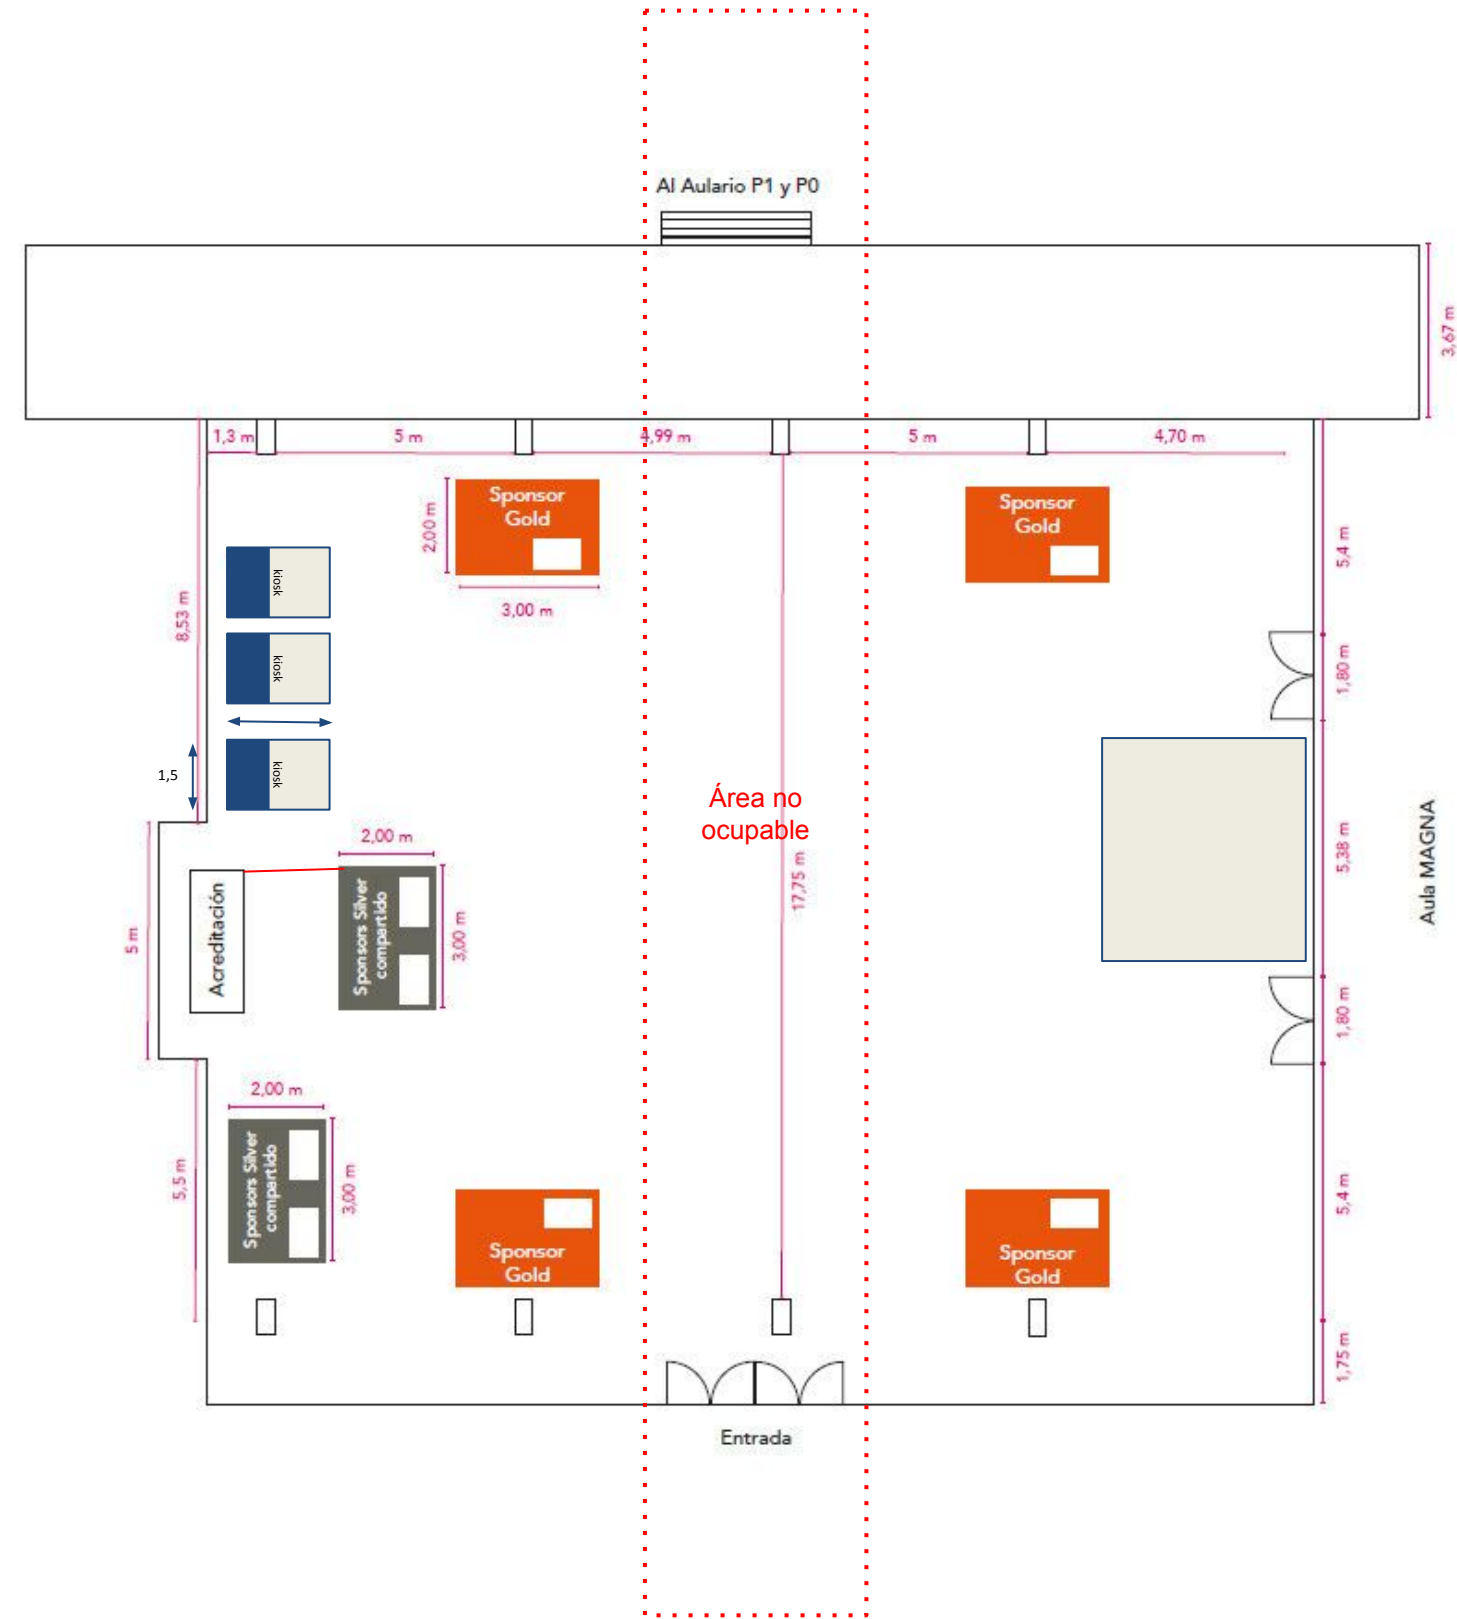 Al Aulario P1 y P0
3,67 m
1,3 m
5 m
4,99 m
5 m
4,70 m
Sponsor
Gold
2,00 m
3,00 m
Sponsor
Gold
5,4 m
8,53 m
kiosk
kiosk
kiosk
1,5
1,80 m
Área no
ocupable
17,75 m
5,38 m
Aula MAGNA
2,00 m
5 m
Acreditación
Sponsors Silver
compartido
3,00 m
1,80 m
2,00 m
5,5 m
Sponsors Silver
compartido
3,00 m
Sponsor
Gold
Sponsor
Gold
5,4 m
1,75 m
Entrada